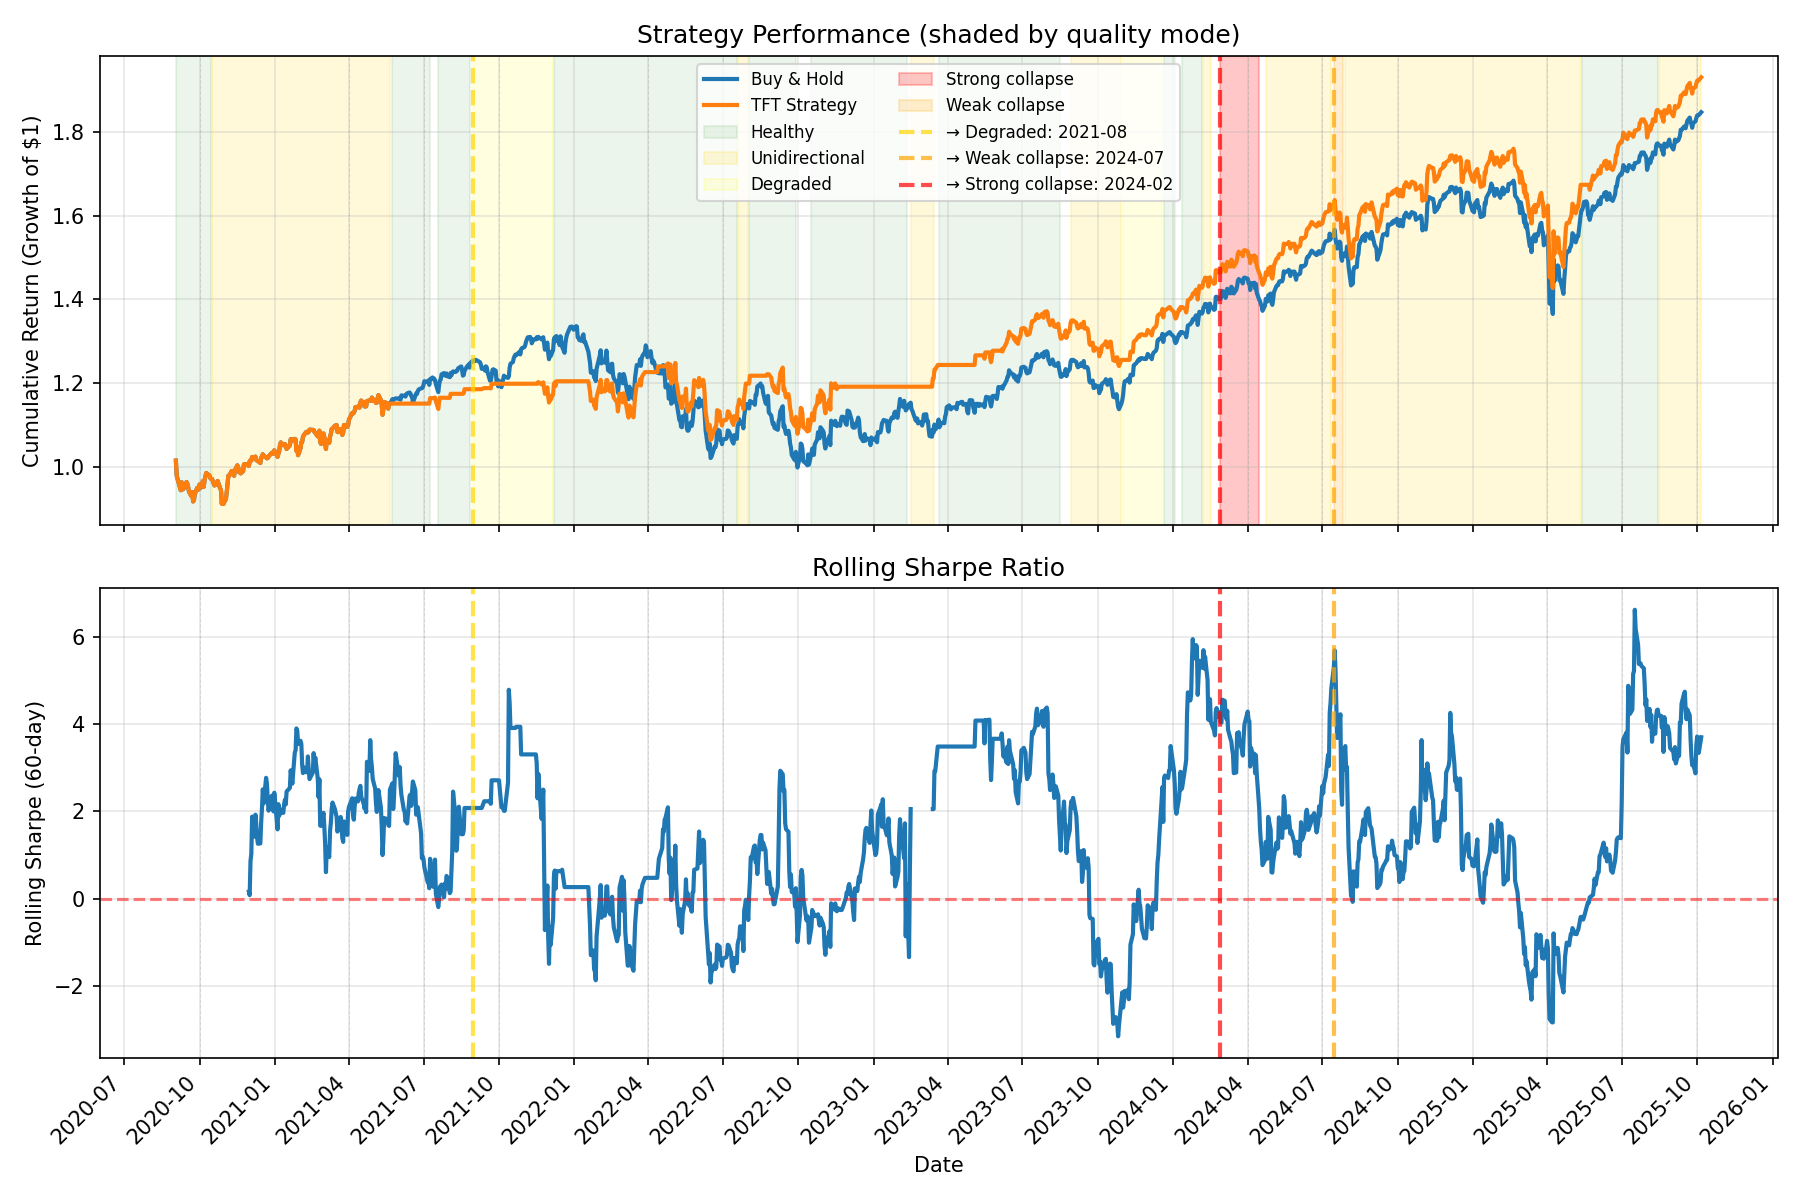 Strategy Performance (shaded by quality mode)
Cumulative Return (Growth of $1)
1.8
1.6
1.4
1.2
1.0
Buy & Hold
TFT Strategy
Healthy
Unidirectional
Degraded
Strong collapse
Weak collapse
→ Degraded: 2021-08
→ Weak collapse: 2024-07
→ Strong collapse: 2024-02
Rolling Sharpe Ratio
Rolling Sharpe (60-day)
6
4
2
0
−2
2020-07
2020-10
2021-01
2021-04
2021-07
2021-10
2022-01
2022-04
2022-07
2022-10
2023-01
2023-04
2023-07
2023-10
2024-01
2024-04
2024-07
2024-10
2025-01
2025-04
2025-07
2025-10
2026-01
Date